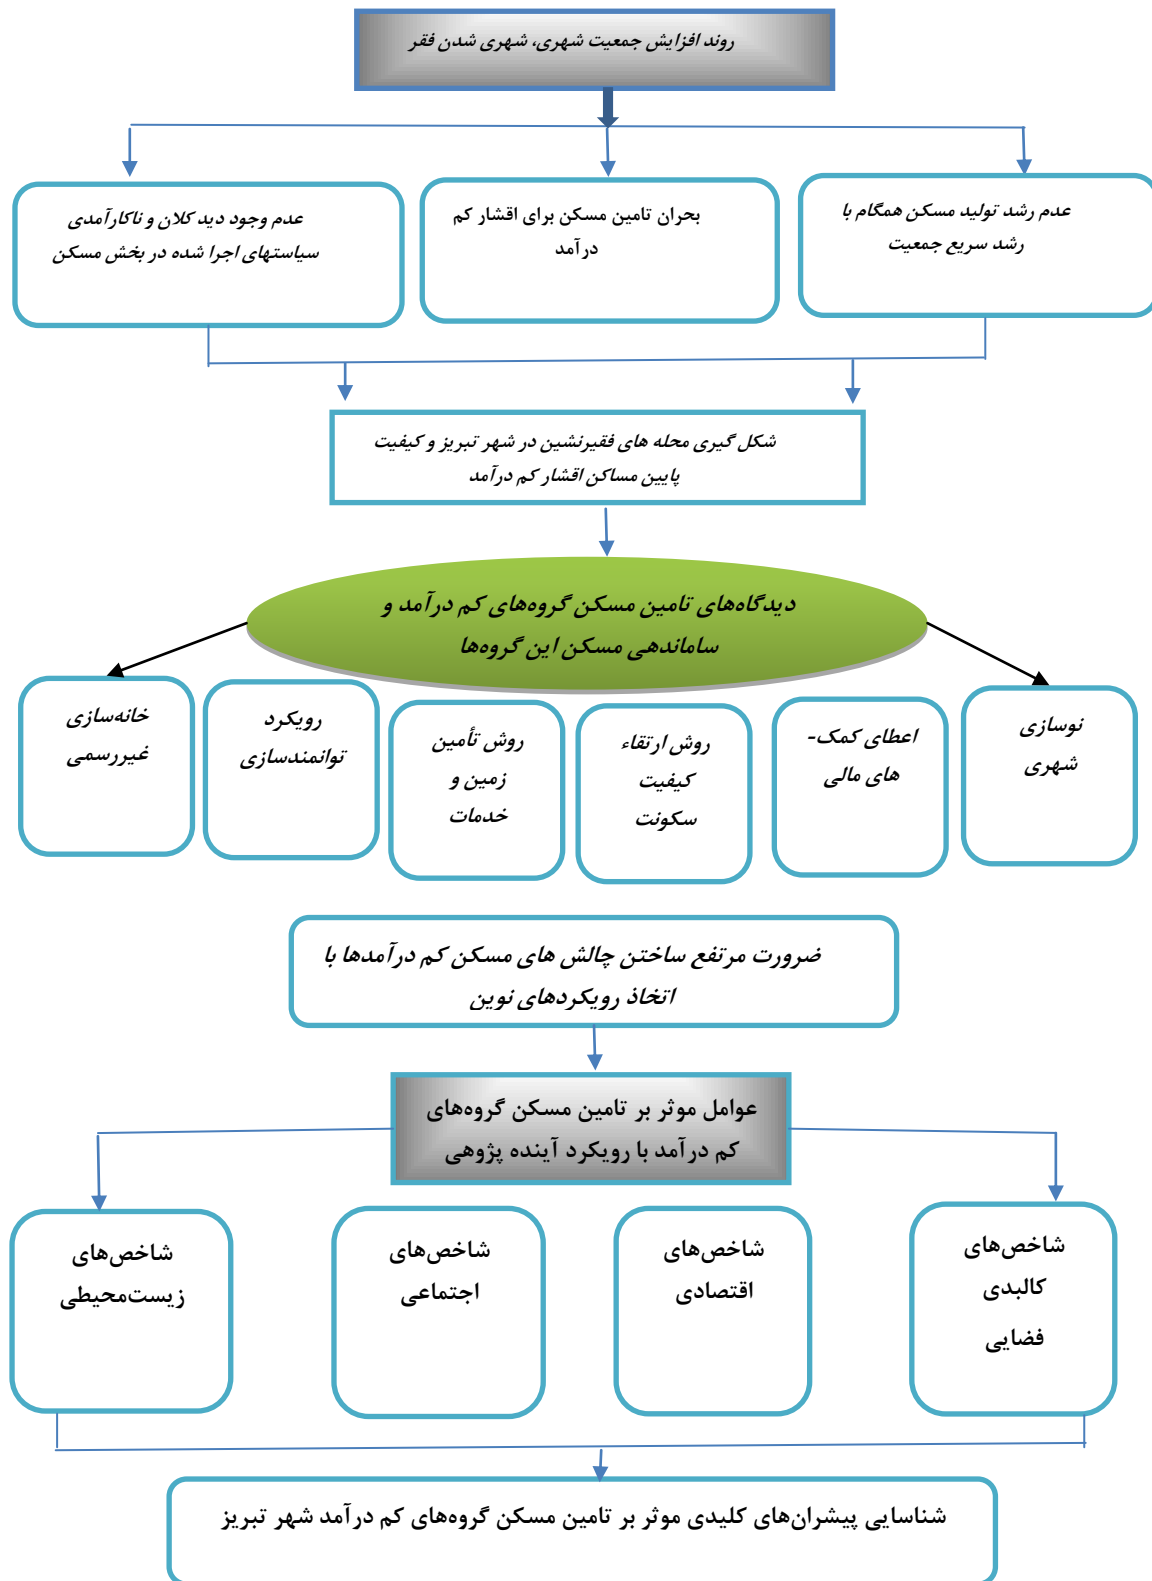 روند افزایش جمعیت شهری، شهری شدن فقر
عدم رشد تولید مسکن همگام با
رشد سریع جمعیت
بحران تامین مسکن برای اقشار کم
درآمد
عدم وجود دید کلان و ناکارآمدی
سیاستهای اجرا شده در بخش مسکن
شکل گیری محله های فقیرنشین در شهر تبریز و کیفیت
پایین مساکن اقشار کم درآمد
دیدگاه‌های تامین مسکن گروه‌های کم درآمد و
ساماندهی مسکن این گروه‌ها
نوسازی
شهری
اعطای کمک-
های مالی
روش ارتقاء
کیفیت
سکونت
روش تأمین
زمین و
خدمات
رویکرد
توانمندسازی
خانه‌سازی
غیررسمی
ضرورت مرتفع ساختن چالش های مسکن کم درآمدها با
اتخاذ رویکردهای نوین
عوامل موثر بر تامین مسکن گروه‌های
کم درآمد با رویکرد آینده پژوهی
شاخص‌های
کالبدی
فضایی
شاخص‌های
اقتصادی
شاخص‌های
اجتماعی
شاخص‌های
زیست‌محیطی
شناسایی پیشران‌های کلیدی موثر بر تامین مسکن گروه‌های کم درآمد شهر تبریز